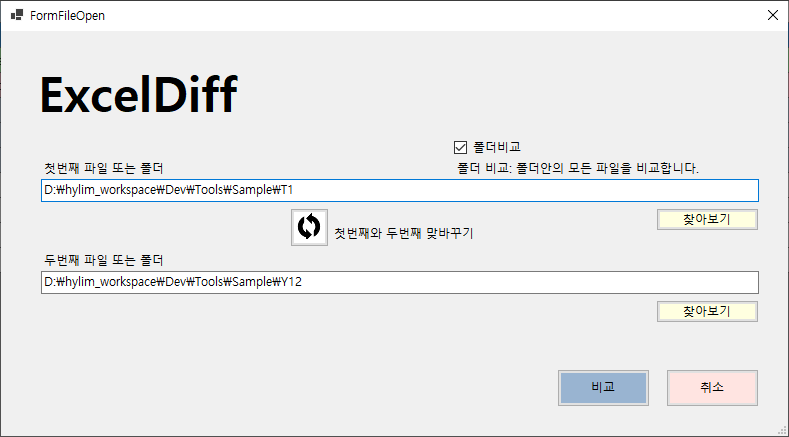 FormFileOpen
ExcelDiff
폴더비교
첫번째 파일 또는 폴더
폴더 비교: 폴더안의 모든 파일을 비교합니다.
D:₩hylim_workspace₩Dev₩Tools₩Sample₩T1
찾아보기
첫번째와 두번째 맞바꾸기
두번째 파일 또는 폴더
D:₩hylim_workspace₩Dev₩Tools₩Sample₩Y12
찾아보기
비교
취소